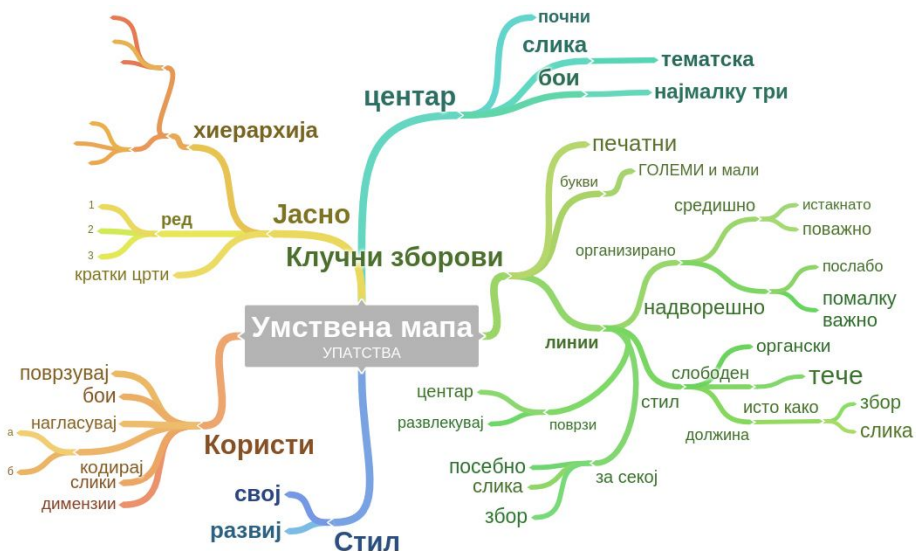 Умствена мапа
УПАТСТВА
центар
почни
слика
бои
тематска
најмалку три
Клучни зборови
печатни
букви
ГОЛЕМИ и мали
линии
организирано
средишно
истакнато
поважно
надворешно
послабо
помалку
важно
стил
слободен
органски
тече
должина
исто како
збор
слика
за секој
посебно
слика
збор
поврзи
центар
развлекувај
Стил
свој
развиј
Користи
поврзувај
бои
нагласувај
кодирај
а
б
слики
димензии
Јасно
хиерархија
ред
1
2
3
кратки црти